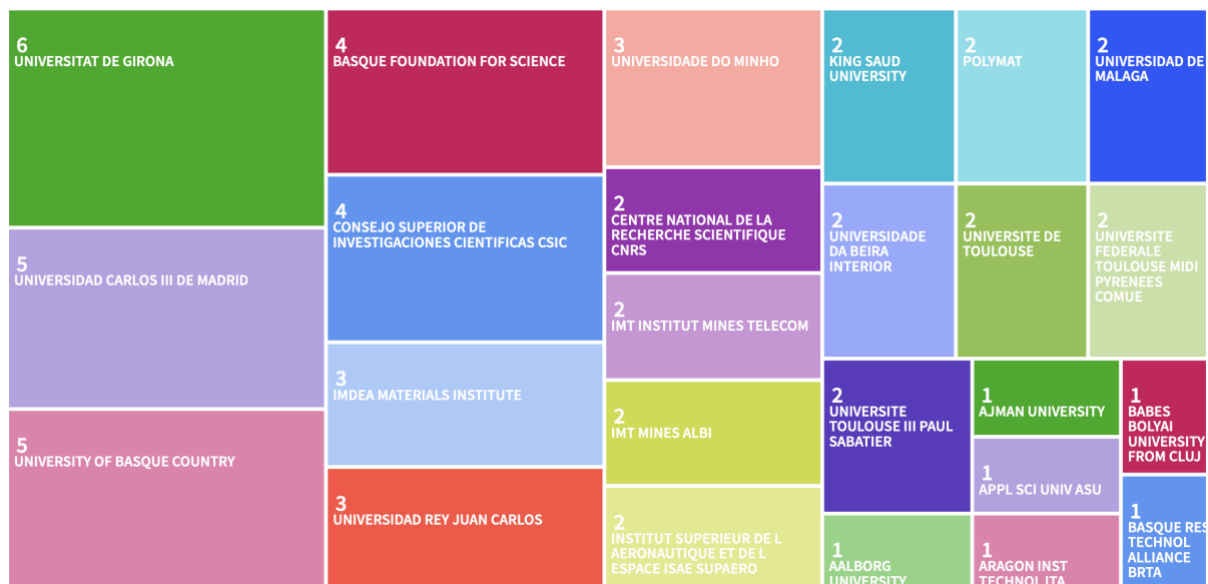 6
UNIVERSITAT DE GIRONA
5
UNIVERSIDAD CARLOS III DE MADRID
5
UNIVERSITY OF BASQUE COUNTRY
4
BASQUE FOUNDATION FOR SCIENCE
4
CONSEJO SUPERIOR DE
INVESTIGACIONES CIENTIFICAS CSIC
3
IMDEA MATERIALS INSTITUTE
3
UNIVERSIDAD REY JUAN CARLOS
3
UNIVERSIDADE DO MINHO
2
CENTRE NATIONAL DE LA
RECHERCHE SCIENTIFIQUE
CNRS
2
IMT INSTITUT MINES TELECOM
2
IMT MINES ALBI
2
INSTITUT SUPERIEUR DE L
AERONAUTIQUE ET DE L
ESPACE ISAE SUPAERO
2
KING SAUD
UNIVERSITY
2
POLYMAT
2
UNIVERSIDAD DE
MALAGA
2
UNIVERSIDADE
DA BEIRA
INTERIOR
2
UNIVERSITE DE
TOULOUSE
2
UNIVERSITE
FEDERALE
TOULOUSE MIDI
PYRENEES
COMUE
2
UNIVERSITE
TOULOUSE III PAUL
SABATIER
1
AALBORG
UNIVERSITY
1
AJMAN UNIVERSITY
1
APPL SCI UNIV ASU
1
ARAGON INST
TECHNOL ITA
1
BABES
BOLYAI
UNIVERSITY
FROM CLUJ
1
BASQUE RES
TECHNOL
ALLIANCE
BRTA